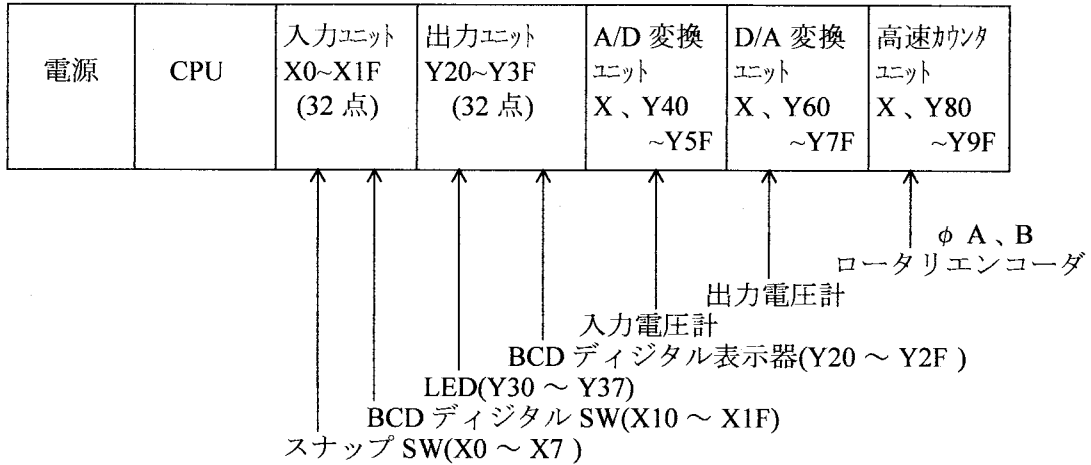 電源
CPU
入力ユニット
X0~X1F
(32 点)
出力ユニット
Y20~Y3F
(32 点)
A/D 変換
ユニット
X 、Y40
~Y5F
D/A 変換
ユニット
X 、Y60
~Y7F
高速カウンタ
ユニット
X 、Y80
~Y9F
φ A 、B
ロータリエンコーダ
出力電圧計
入力電圧計
BCD ディジタル表示器(Y20 ～ Y2F )
LED(Y30 ～ Y37)
BCD ディジタル SW(X10 ～ X1F)
スナップ SW(X0 ～ X7 )